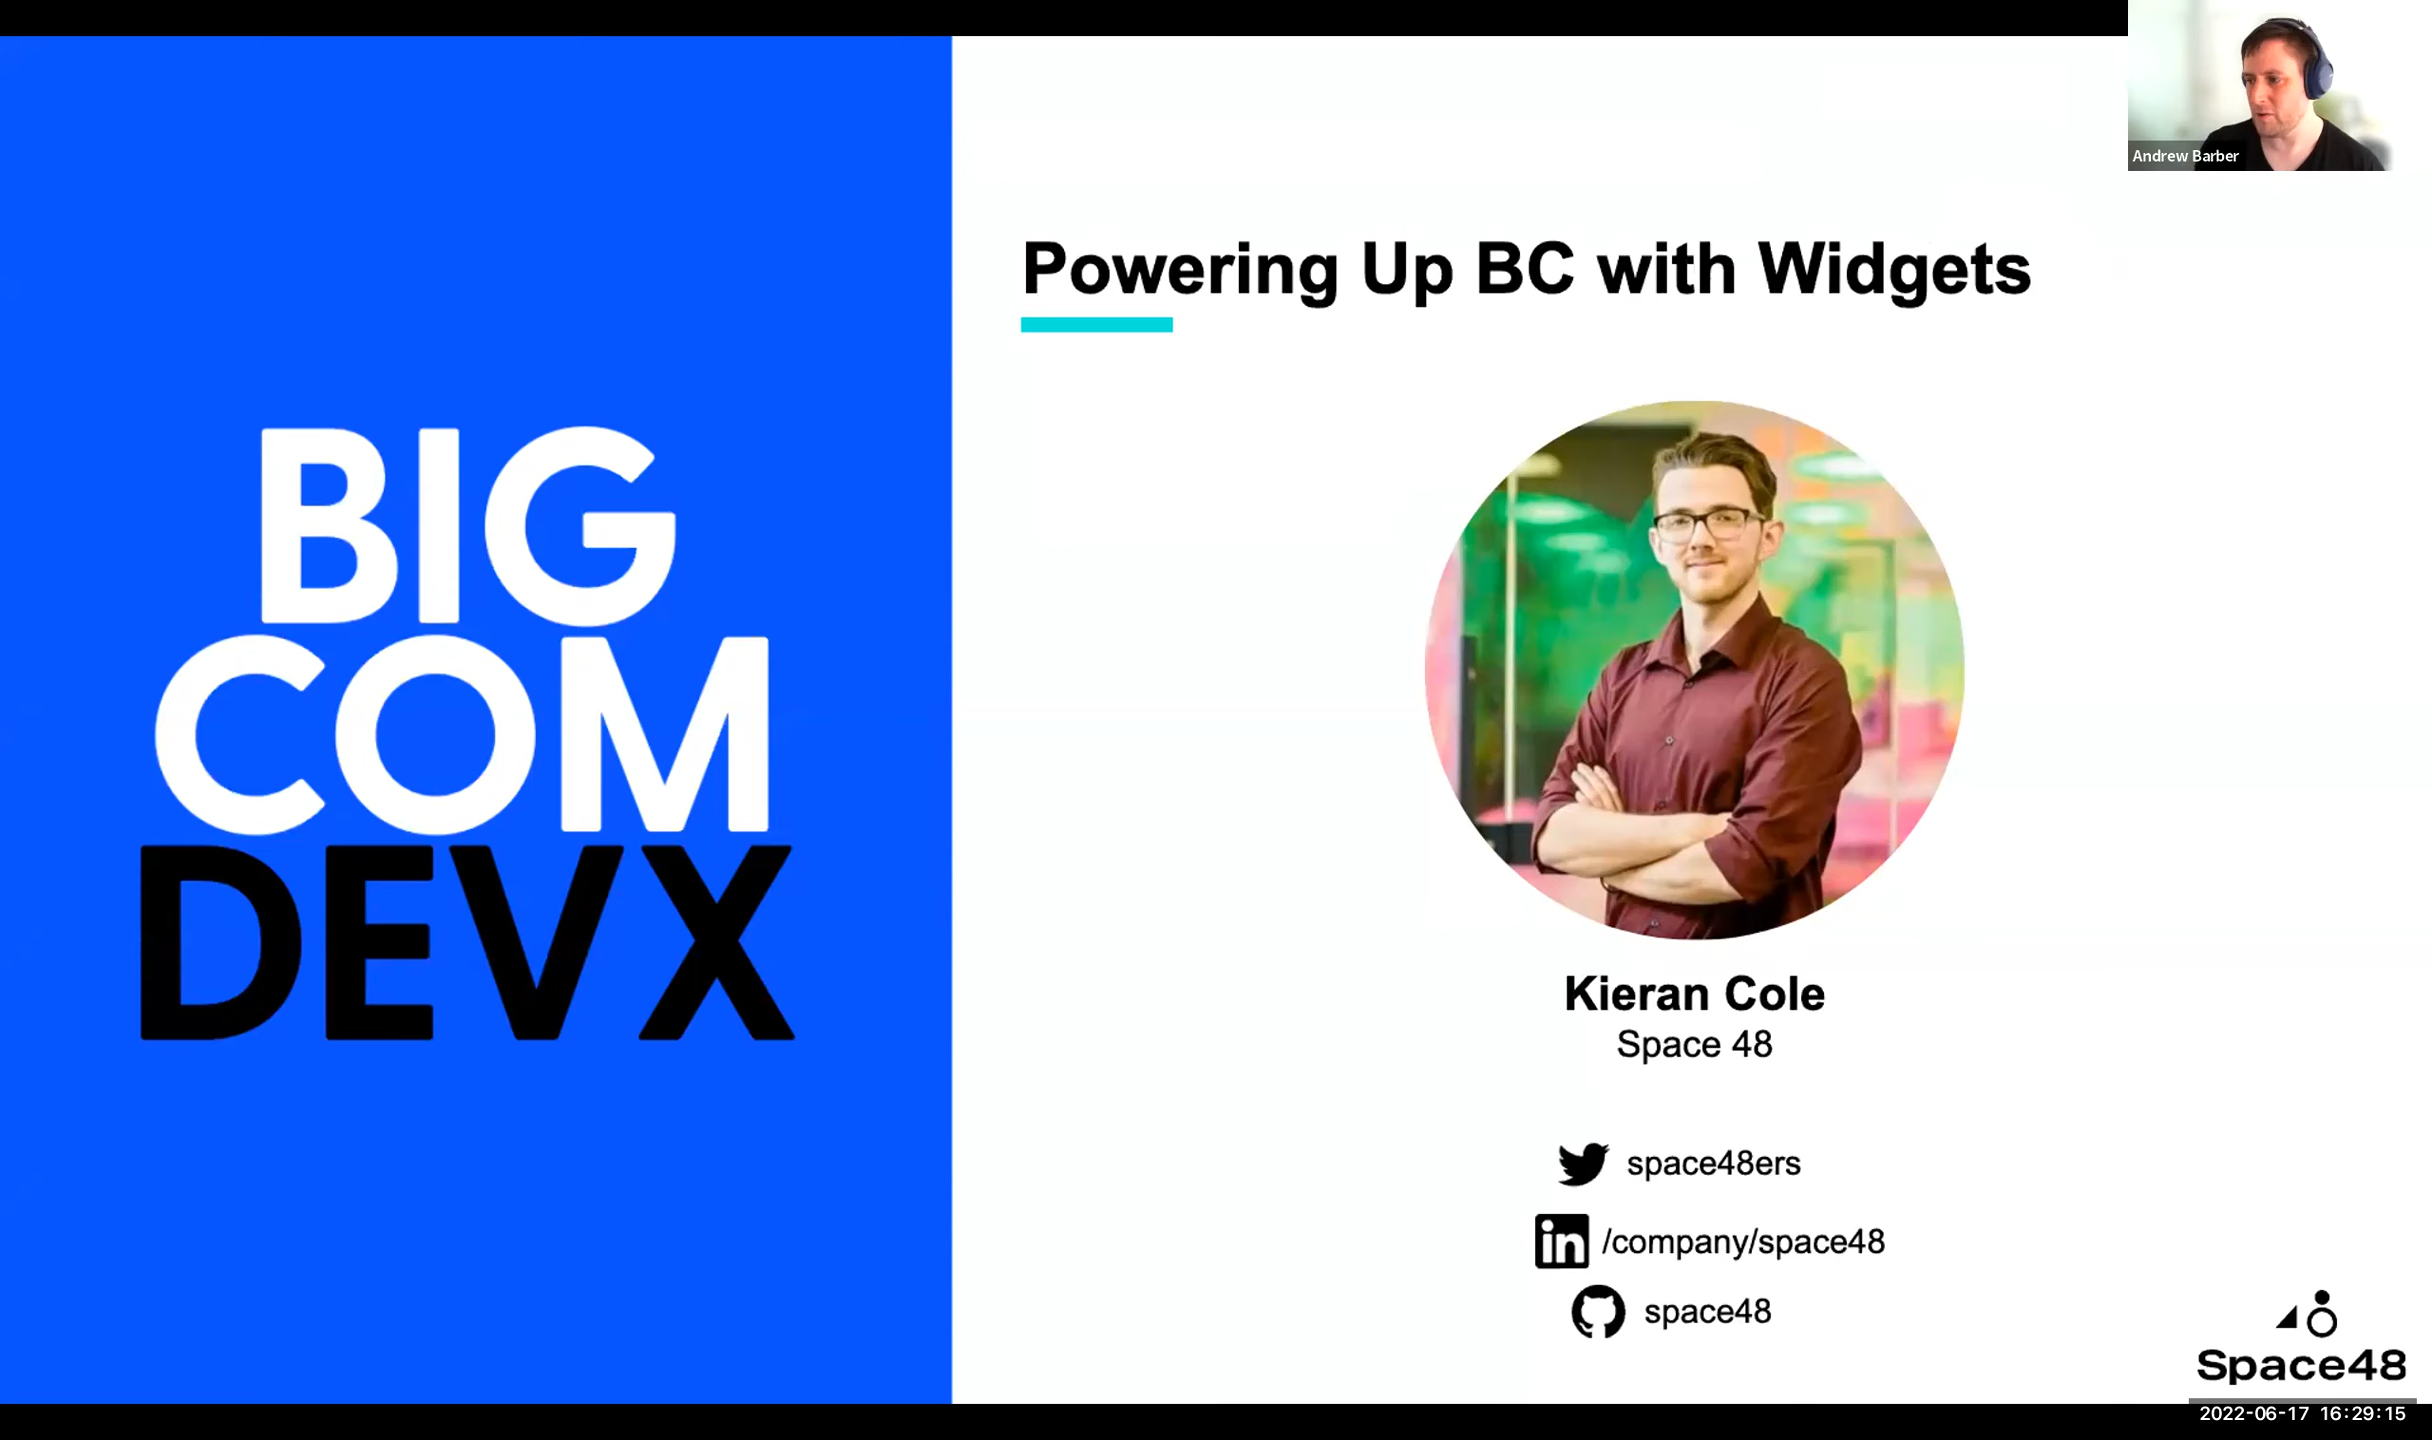 Andrew Barber
Powering Up BC with Widgets
BIG
COM
DEVX
Kieran Cole
Space 48
space48ers
in /company/space48
space48
Space48
2022-06-17 16:29:15